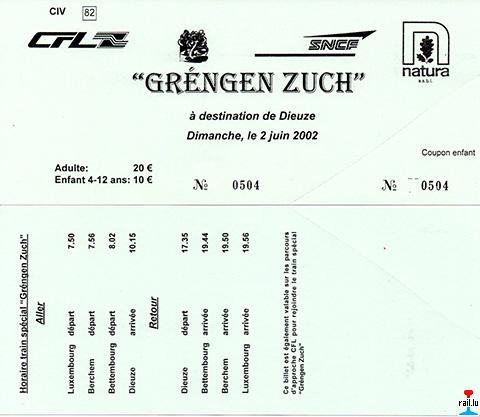 CIV 82
CFL
SNCF
natura
a.s.b.l.
"GRÉNGEN ZUCH"
à destination de Dieuze
Dimanche, le 2 juin 2002
Coupon enfant
Adulte: 20 €
Enfant 4-12 ans: 10 €
№ 0504
№ 0504
Horaire train spécial "Gréngen Zuch"
Aller
Luxembourg départ 7.50
Berchem départ 7.56
Bettembourg départ 8.02
Dieuze arrivée 10.15
Retour
Dieuze départ 17.35
Bettembourg arrivée 19.44
Berchem arrivée 19.50
Luxembourg arrivée 19.56
Ce billet est également valable sur les parcours
d'approche CFL pour rejoindre le train spécial
"Gréngen Zuch"
rail.lu